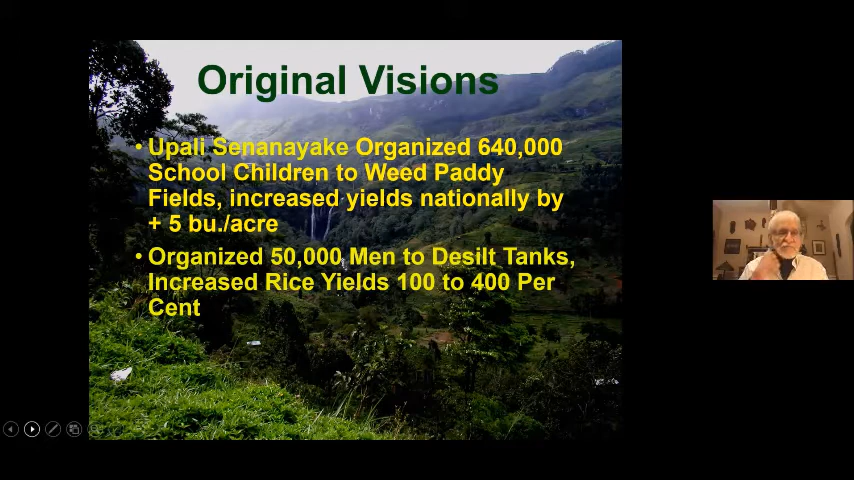 Original Visions
• Upali Senanayake Organized 640,000
School Children to Weed Paddy
Fields, increased yields nationally by
+ 5 bu./acre
• Organized 50,000 Men to Desilt Tanks,
Increased Rice Yields 100 to 400 Per
Cent